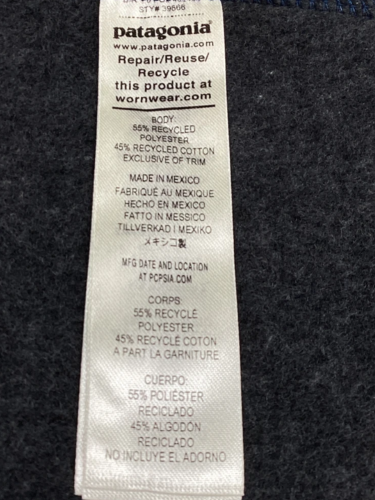 STY# 39666
patagonia®
www.patagonia.com
Repair/Reuse/
Recycle
this product at
wornwear.com
BODY:
55% RECYCLED
POLYESTER
45% RECYCLED COTTON
EXCLUSIVE OF TRIM
MADE IN MEXICO
FABRIQUÉ AU MEXIQUE
HECHO EN MEXICO
FATTO IN MESSICO
TILLVERKAD I MEXIKO
メキシコ製
MFG DATE AND LOCATION
AT PCPSIA.COM
CORPS:
55% RECYCLÉ
POLYESTER
45% RECYCLÉ COTON
A PART LA GARNITURE
CUERPO:
55% POLIÉSTER
RECICLADO
45% ALGODÓN
RECICLADO
NO INCLUYE EL ADORNO